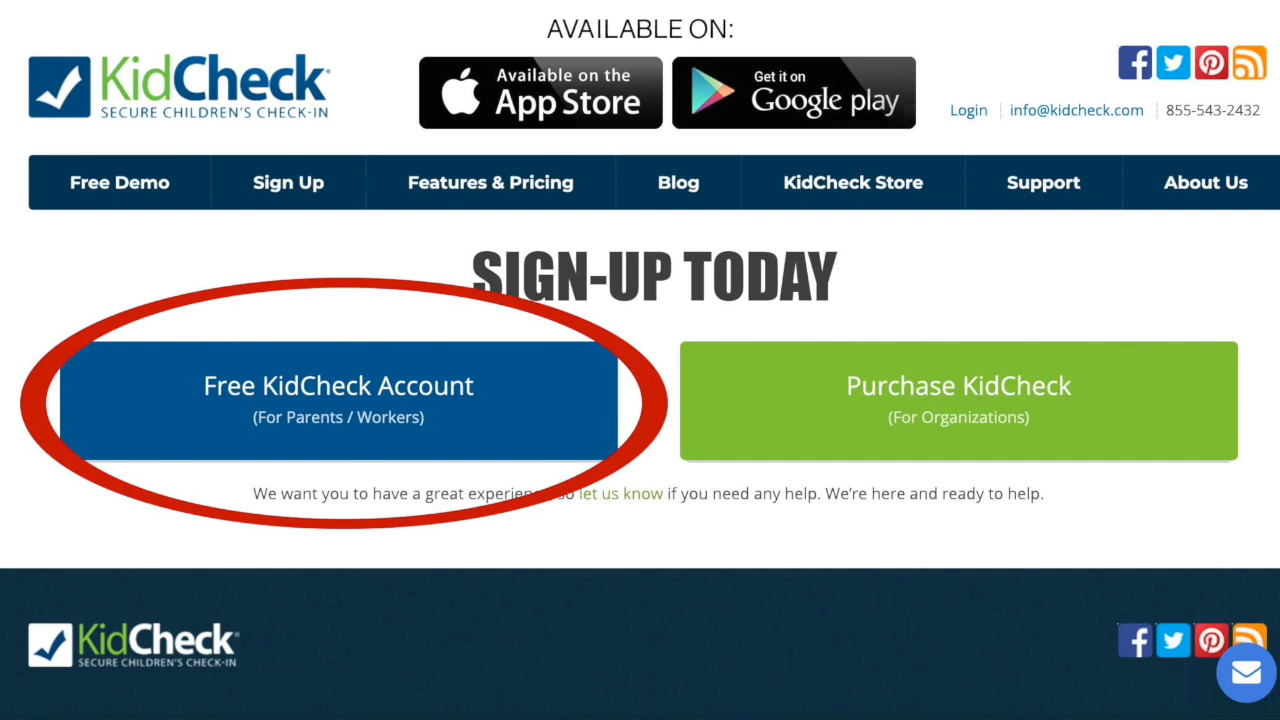 AVAILABLE ON:
KidCheck
SECURE CHILDREN'S CHECK-IN
Available on the
App Store
Get it on
Google play
Login
info@kidcheck.com
855-543-2432
Free Demo
Sign Up
Features & Pricing
Blog
KidCheck Store
Support
About Us
SIGN-UP TODAY
Free KidCheck Account
(For Parents / Workers)
Purchase KidCheck
(For Organizations)
We want you to have a great experience, so let us know if you need any help. We're here and ready to help.
KidCheck
SECURE CHILDREN'S CHECK-IN